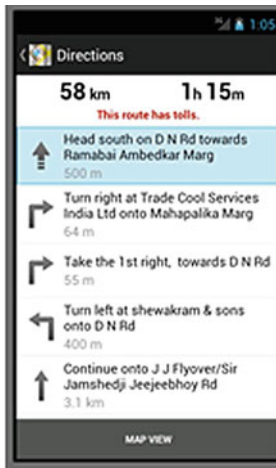 3G 1:05
Directions
58 km 1h 15m
This route has tolls.
Head south on D N Rd towards
Ramabai Ambedkar Marg
500 m
Turn right at Trade Cool Services
India Ltd onto Mahapalika Marg
64 m
Take the 1st right, towards D N Rd
55 m
Turn left at shewakram & sons
onto D N Rd
400 m
Continue onto J J Flyover/Sir
Jamshedji Jeejeebhoy Rd
3.1 km
MAP VIEW